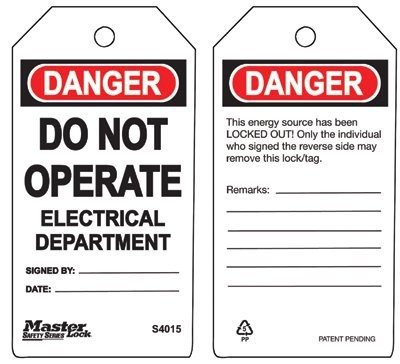 DANGER
DO NOT
OPERATE
ELECTRICAL
DEPARTMENT
SIGNED BY:
DATE:
Master Lock
SAFETY SERIES
S4015
DANGER
This energy source has been
LOCKED OUT! Only the individual
who signed the reverse side may
remove this lock/tag.
Remarks:
5
PP
PATENT PENDING